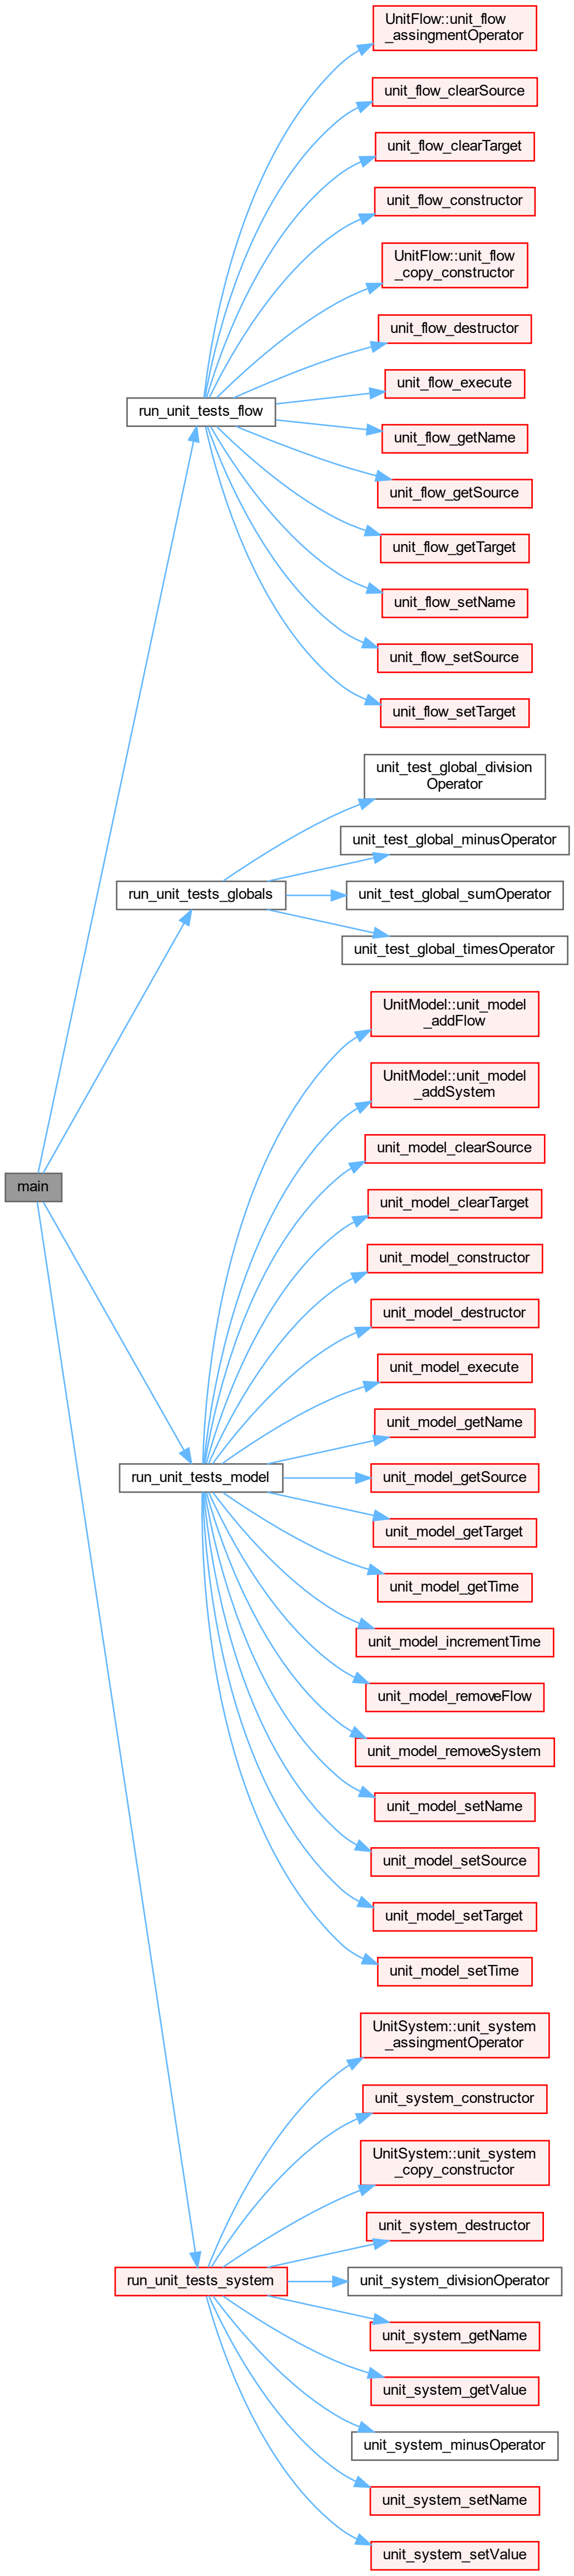 UnitFlow::unit_flow
_assingmentOperator
unit_flow_clearSource
unit_flow_clearTarget
unit_flow_constructor
UnitFlow::unit_flow
_copy_constructor
unit_flow_destructor
unit_flow_execute
run_unit_tests_flow
unit_flow_getName
unit_flow_getSource
unit_flow_getTarget
unit_flow_setName
unit_flow_setSource
unit_flow_setTarget
unit_test_global_division
Operator
unit_test_global_minusOperator
run_unit_tests_globals
unit_test_global_sumOperator
unit_test_global_timesOperator
UnitModel::unit_model
_addFlow
UnitModel::unit_model
_addSystem
unit_model_clearSource
main
unit_model_clearTarget
unit_model_constructor
unit_model_destructor
unit_model_execute
unit_model_getName
run_unit_tests_model
unit_model_getSource
unit_model_getTarget
unit_model_getTime
unit_model_incrementTime
unit_model_removeFlow
unit_model_removeSystem
unit_model_setName
unit_model_setSource
unit_model_setTarget
unit_model_setTime
UnitSystem::unit_system
_assingmentOperator
unit_system_constructor
UnitSystem::unit_system
_copy_constructor
unit_system_destructor
run_unit_tests_system
unit_system_divisionOperator
unit_system_getName
unit_system_getValue
unit_system_minusOperator
unit_system_setName
unit_system_setValue